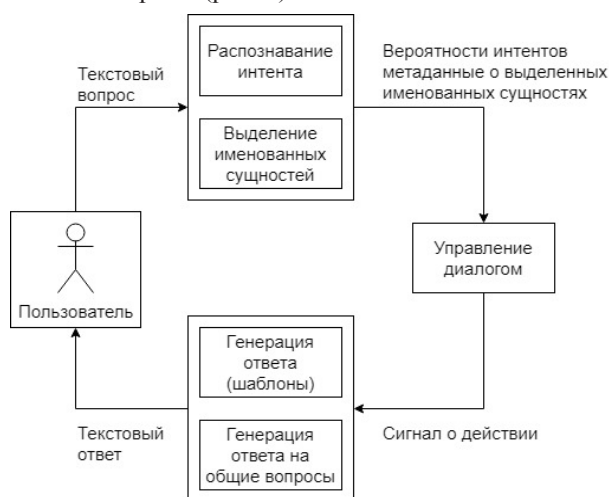 Распознавание
интента
Вероятности интентов
метаданные о выделенных
именованных сущностях
Текстовый
вопрос
Выделение
именованных
сущностей
Управление
диалогом
Пользователь
Генерация
ответа
(шаблоны)
Текстовый
ответ
Генерация
ответа на
общие вопросы
Сигнал о действии